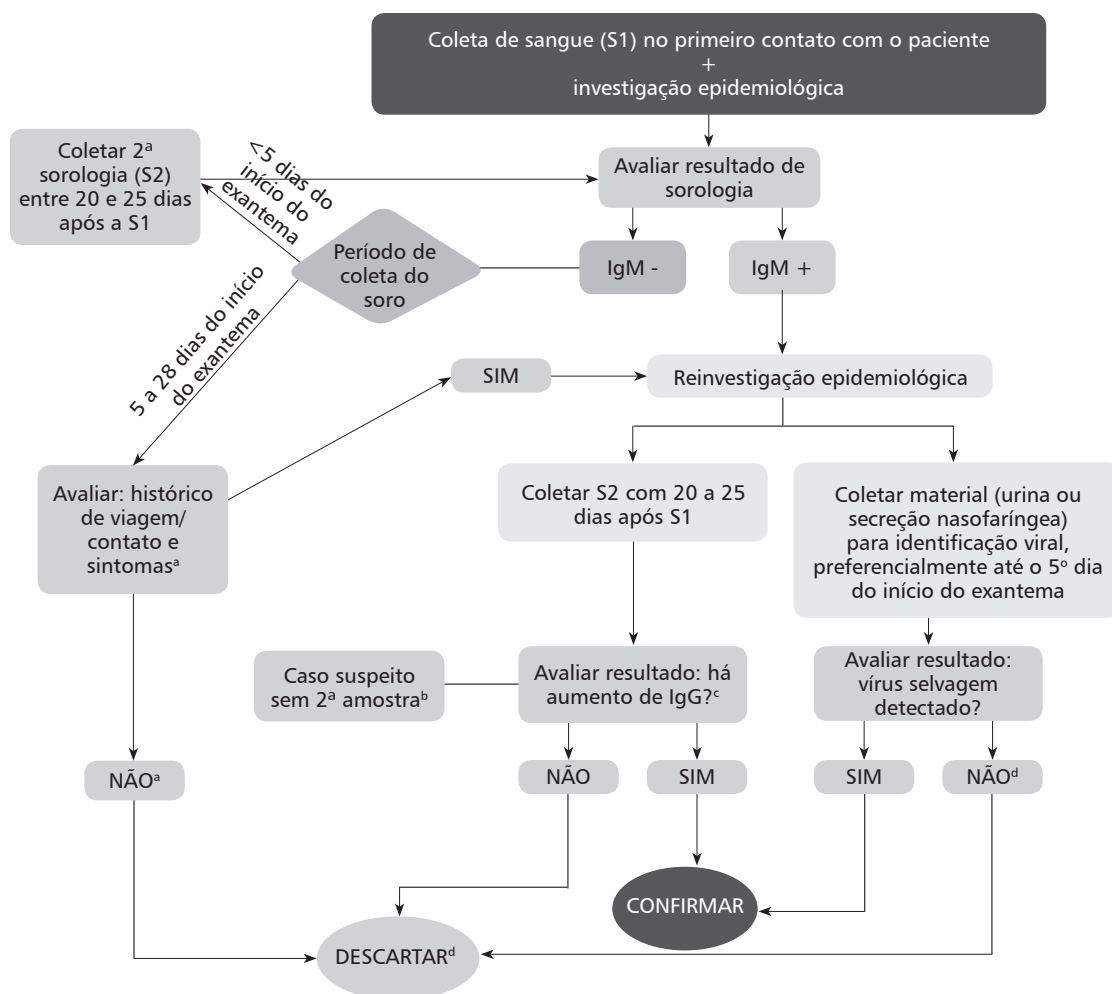 Coleta de sangue (S1) no primeiro contato com o paciente
+
investigação epidemiológica
Coletar 2ª
sorologia (S2)
entre 20 e 25 dias
após a S1
<5 dias do
início do
exantema
Avaliar resultado de
sorologia
Período de
coleta do
soro
IgM -
IgM +
5 a 28 dias do início
do exantema
SIM
Reinvestigação epidemiológica
Avaliar: histórico
de viagem/
contato e
sintomasª
Coletar S2 com 20 a 25
dias após S1
Coletar material (urina ou
secreção nasofaríngea)
para identificação viral,
preferencialmente até o 5º dia
do início do exantema
Caso suspeito
sem 2ª amostraᵇ
Avaliar resultado: há
aumento de IgG?ᶜ
Avaliar resultado:
vírus selvagem
detectado?
NÃOª
NÃO
SIM
SIM
NÃOᵈ
CONFIRMAR
DESCARTARᵈ